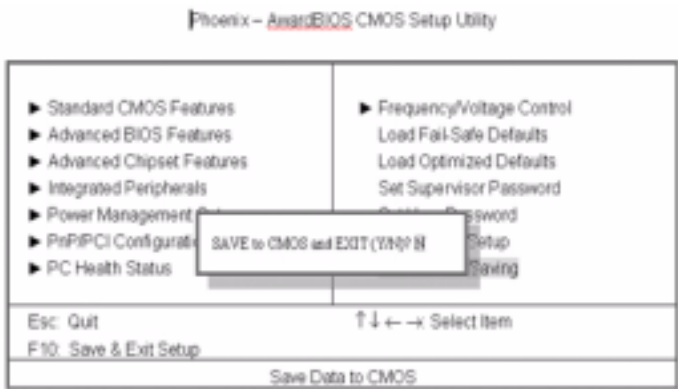 Phoenix – AwardBIOS CMOS Setup Utility
► Standard CMOS Features
► Advanced BIOS Features
► Advanced Chipset Features
► Integrated Peripherals
► Power Management
► PnP/PCI
► PC Health Status
► Frequency/Voltage Control
Load Fail-Safe Defaults
Load Optimized Defaults
Set Supervisor Password
Password
Setup
Saving
SAVE to CMOS and EXIT (Y/N)? N
Esc: Quit
F10: Save & Exit Setup
↑↓←→: Select Item
Save Data to CMOS